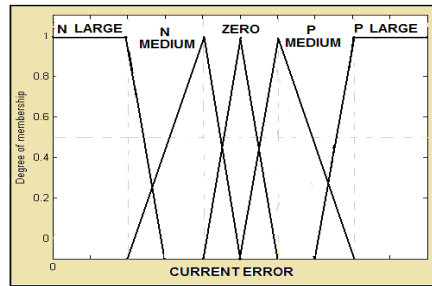 N LARGE N MEDIUM ZERO P MEDIUM P LARGE
1
0.8
0.6
0.4
0.2
0
Degree of membership
0
CURRENT ERROR